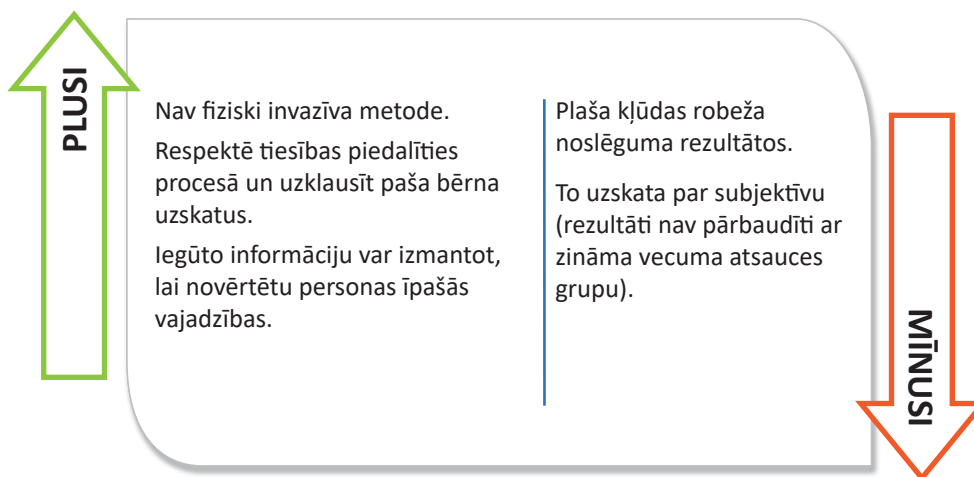 PLUSI
Nav fiziski invazīva metode.
Respektē tiesības piedalīties
procesā un uzklausīt paša bērna
uzskatus.
Iegūto informāciju var izmantot,
lai novērtētu personas īpašās
vajadzības.
Plaša kļūdas robeža
noslēguma rezultātos.
To uzskata par subjektīvu
(rezultāti nav pārbaudīti ar
zināma vecuma atsauces
grupu).
MĪNUSI